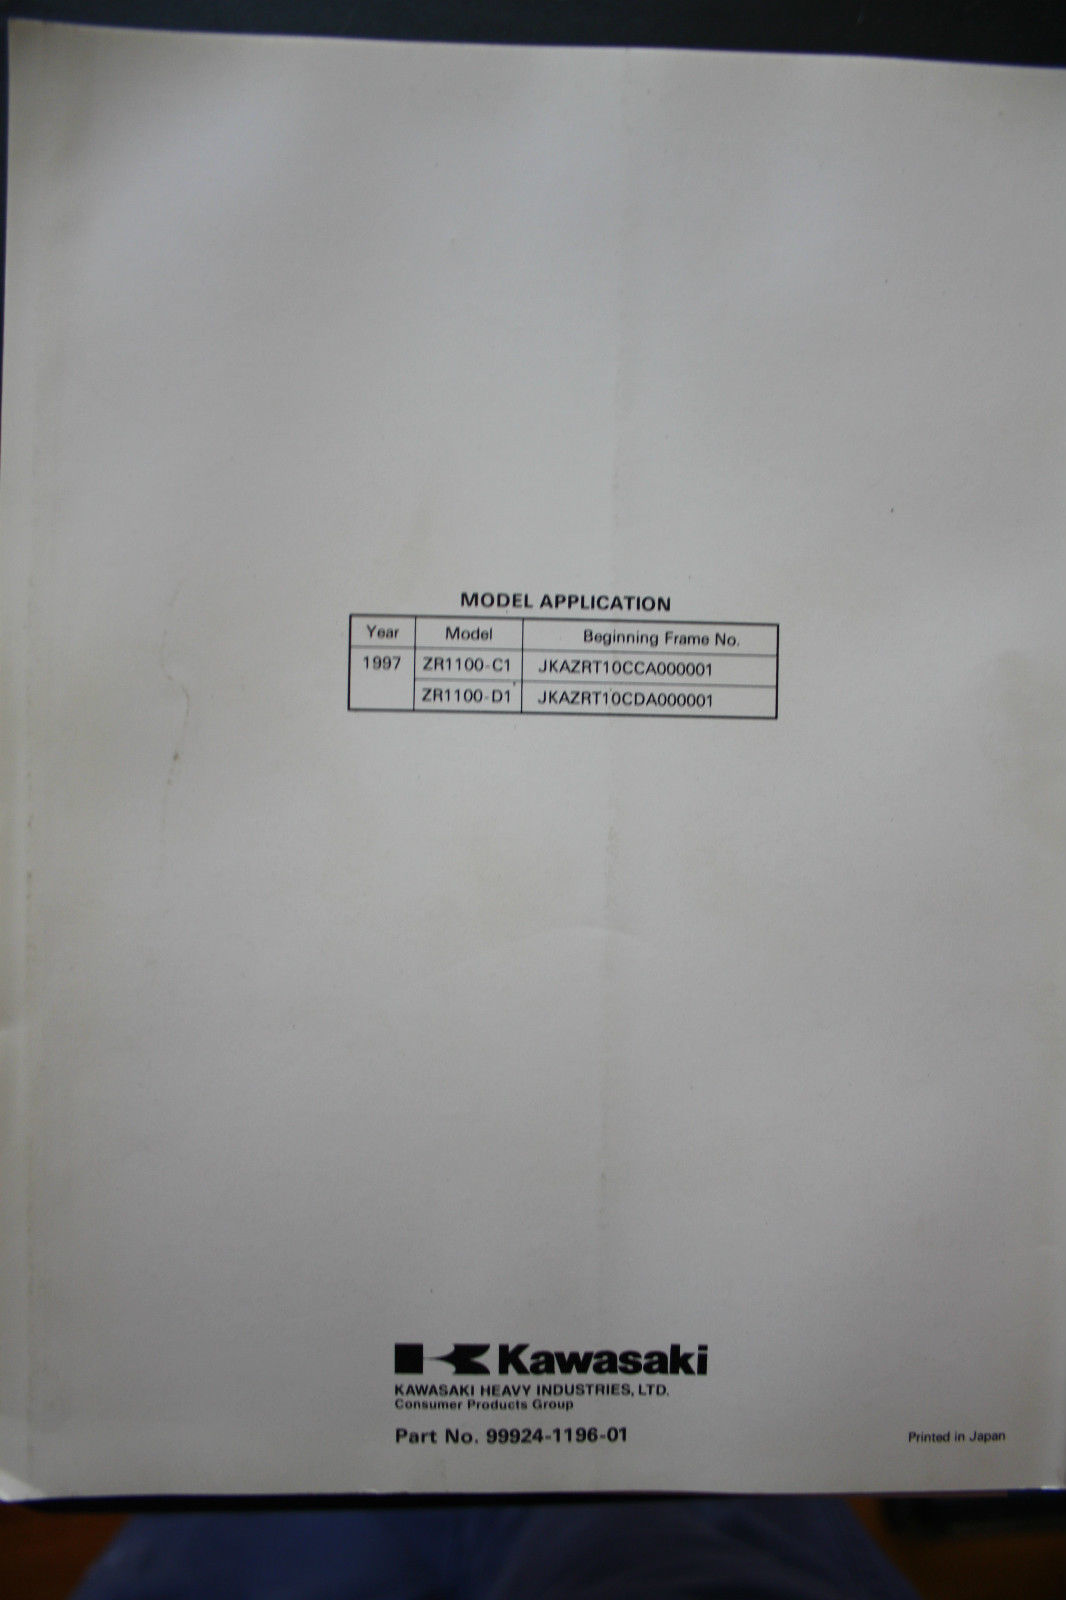 MODEL APPLICATION
Year Model Beginning Frame No.
1997 ZR1100-C1 JKAZRT10CCA000001
ZR1100-D1 JKAZRT10CDA000001
Kawasaki
KAWASAKI HEAVY INDUSTRIES, LTD.
Consumer Products Group
Part No. 99924-1196-01
Printed in Japan